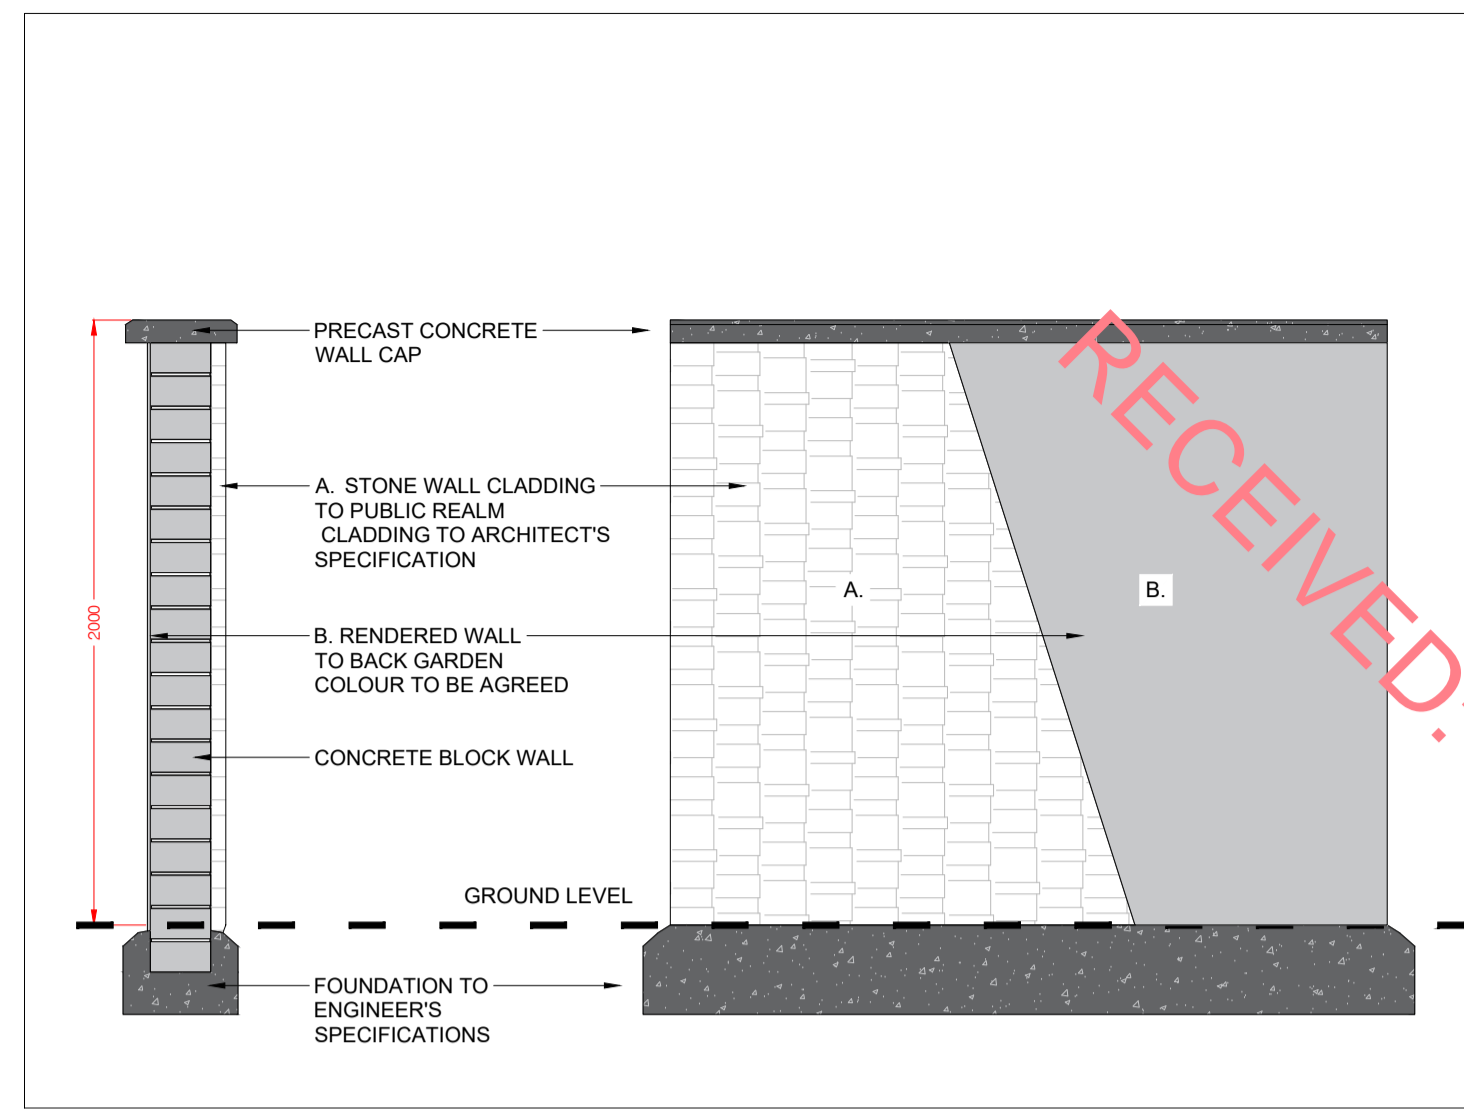 PRECAST CONCRETE
WALL CAP
A. STONE WALL CLADDING
TO PUBLIC REALM
CLADDING TO ARCHITECT'S
SPECIFICATION
2000
A.
B.
B. RENDERED WALL
TO BACK GARDEN
COLOUR TO BE AGREED
CONCRETE BLOCK WALL
GROUND LEVEL
FOUNDATION TO
ENGINEER'S
SPECIFICATIONS
RECEIVED: